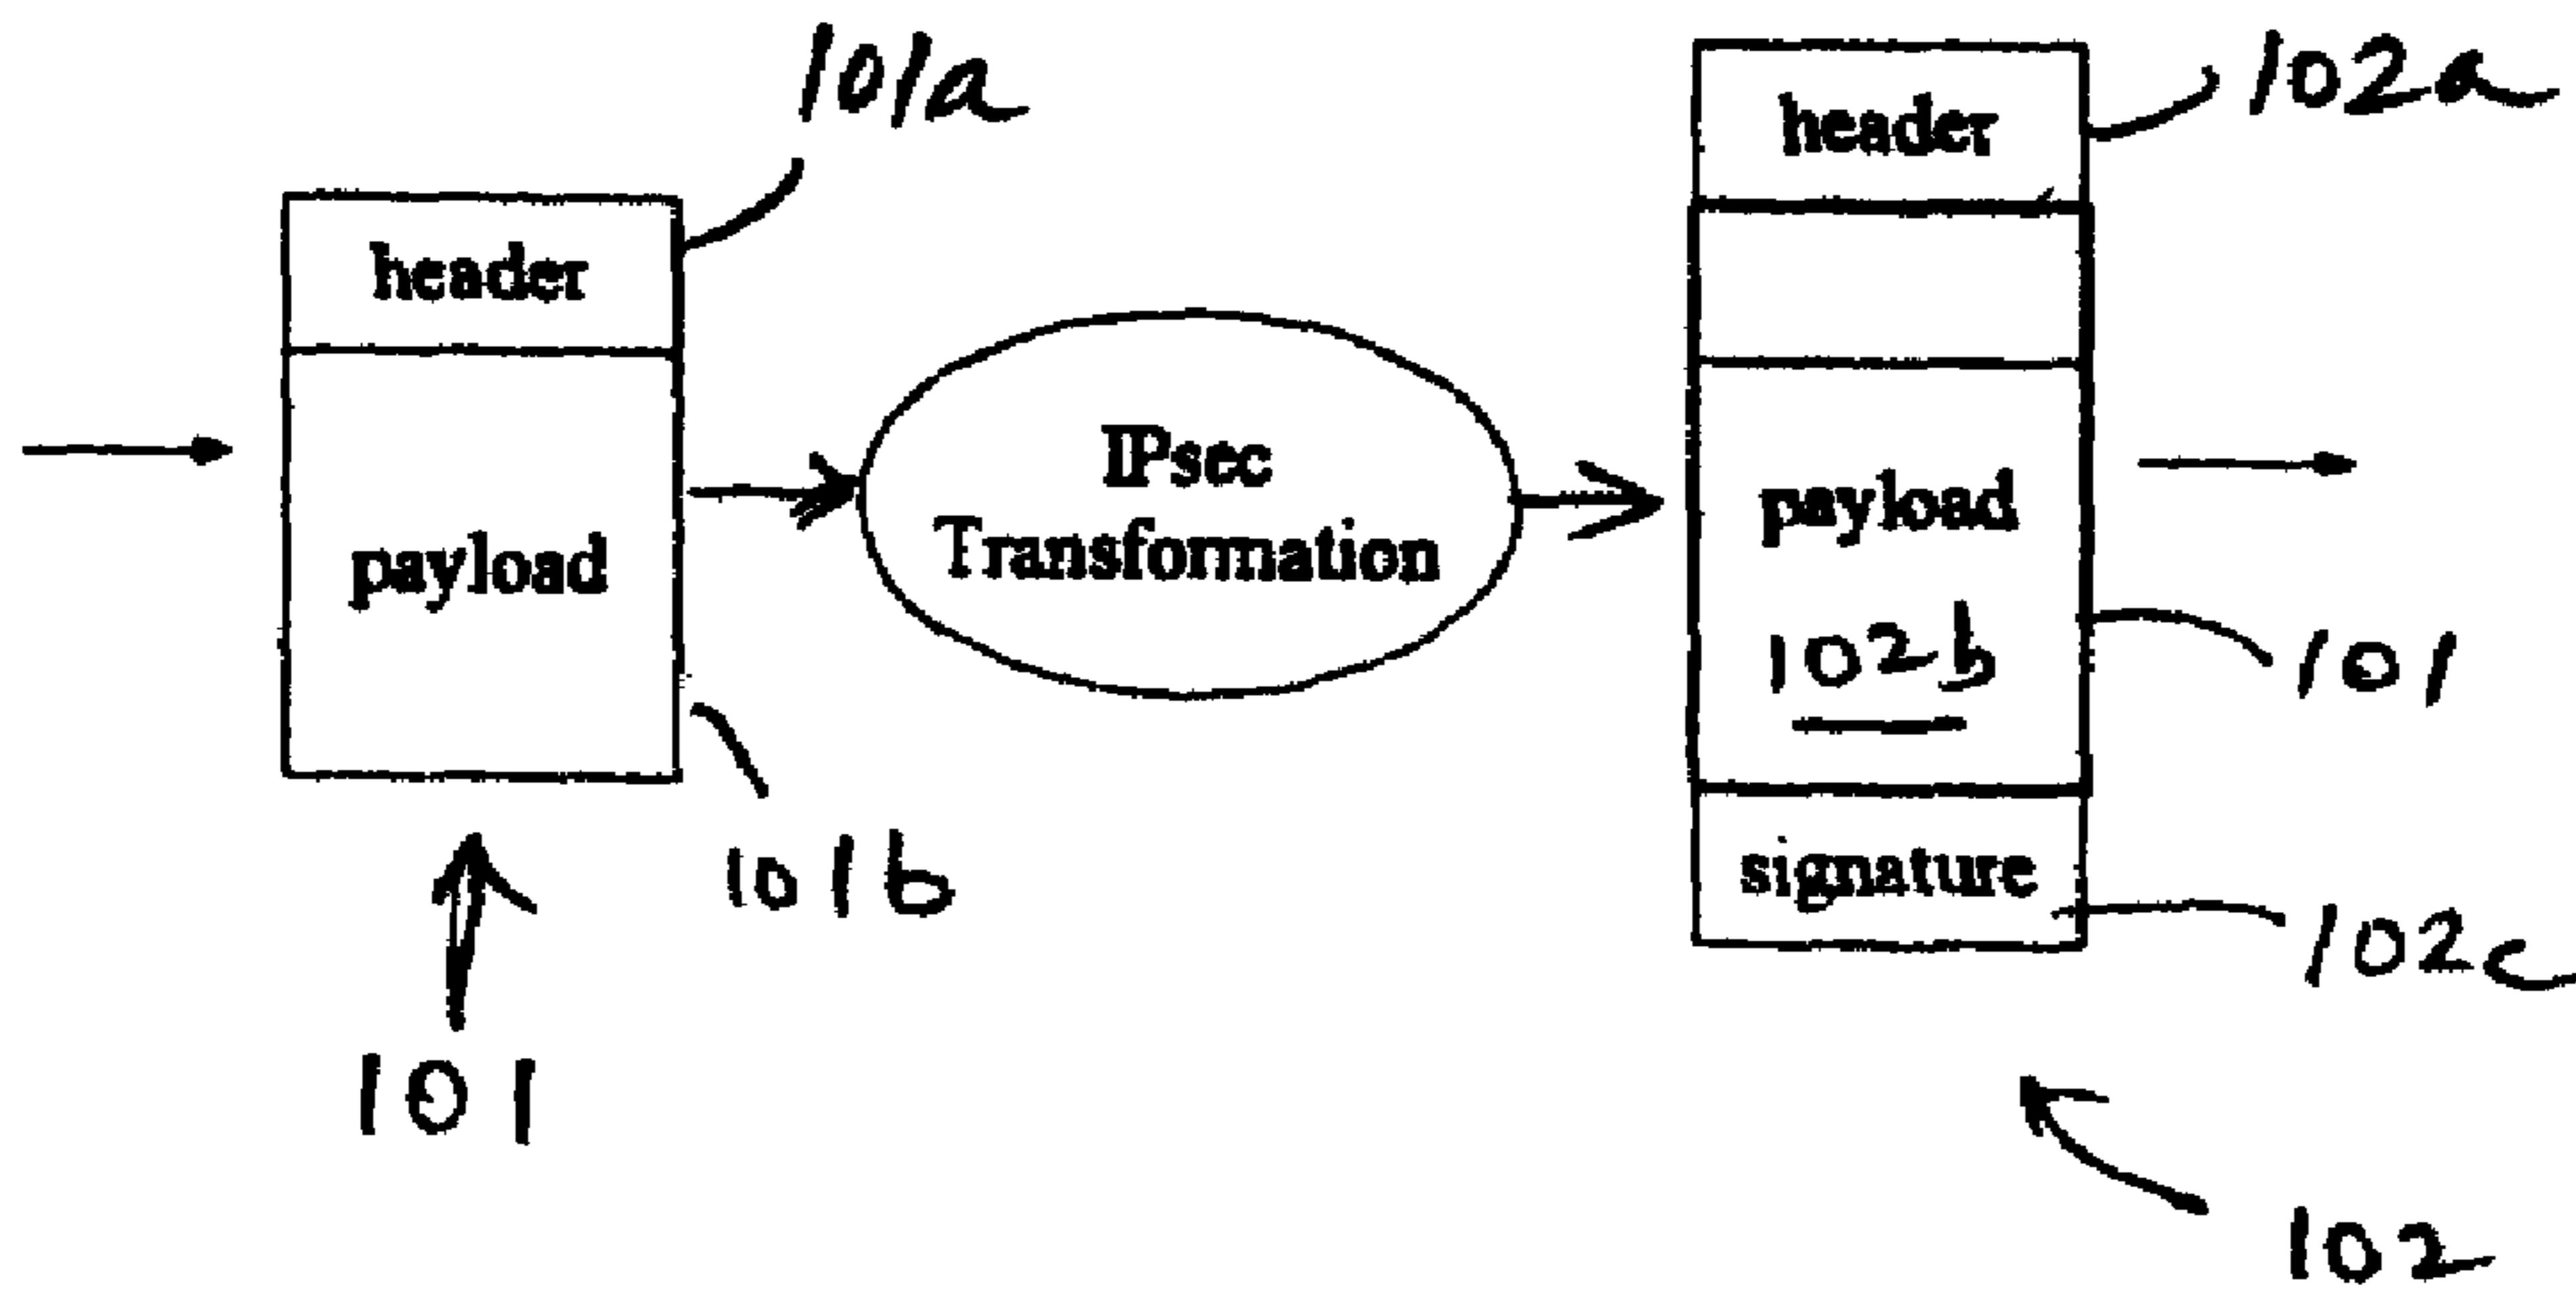 101a
header
payload
101b
101
IPsec
Transformation
header
102a
payload
102b
101
signature
102c
102